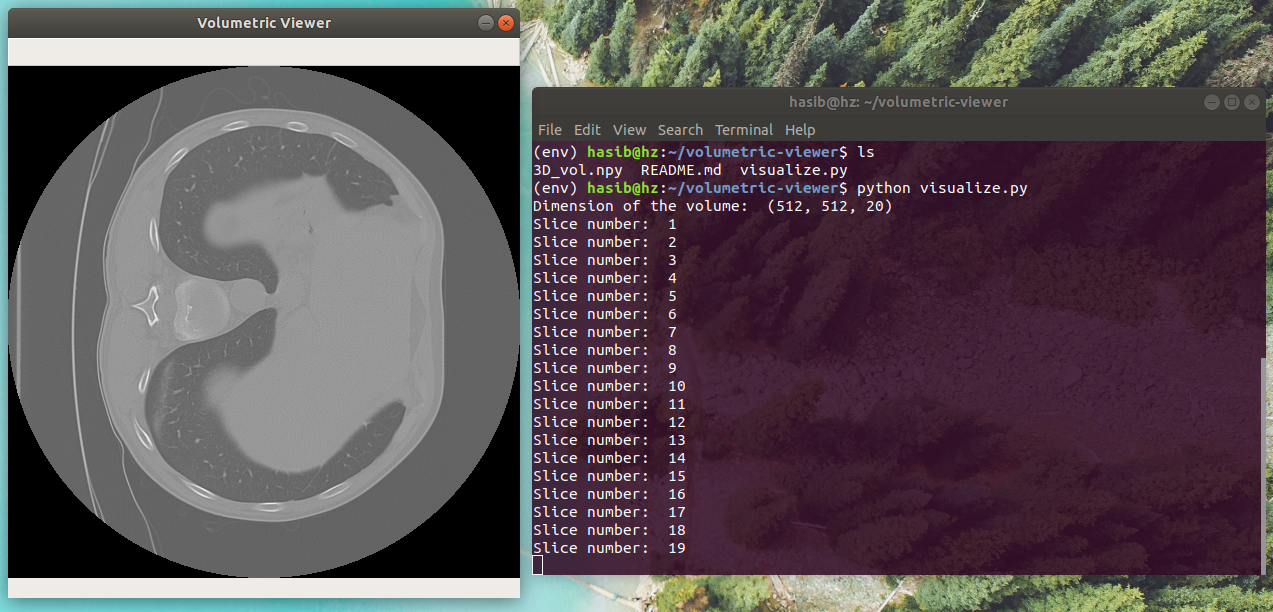 Volumetric Viewer
hasib@hz: ~/volumetric-viewer
File Edit View Search Terminal Help
(env) hasib@hz:~/volumetric-viewer$ ls
3D_vol.npy  README.md  visualize.py
(env) hasib@hz:~/volumetric-viewer$ python visualize.py
Dimension of the volume:  (512, 512, 20)
Slice number:  1
Slice number:  2
Slice number:  3
Slice number:  4
Slice number:  5
Slice number:  6
Slice number:  7
Slice number:  8
Slice number:  9
Slice number:  10
Slice number:  11
Slice number:  12
Slice number:  13
Slice number:  14
Slice number:  15
Slice number:  16
Slice number:  17
Slice number:  18
Slice number:  19